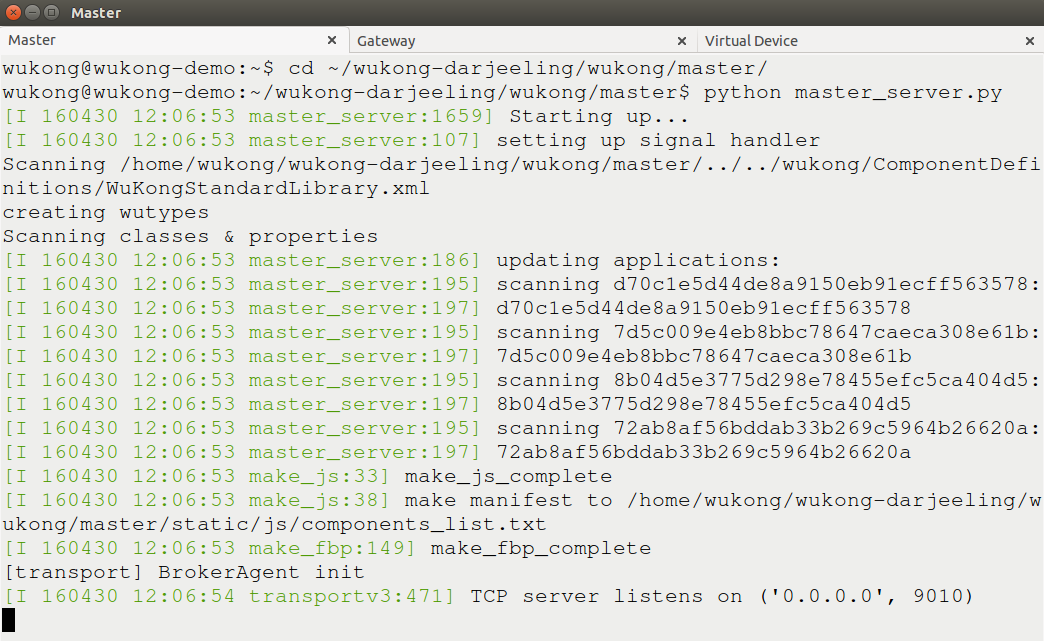 Master
Master × Gateway × Virtual Device ×
wukong@wukong-demo:~$ cd ~/wukong-darjeeling/wukong/master/
wukong@wukong-demo:~/wukong-darjeeling/wukong/master$ python master_server.py
[I 160430 12:06:53 master_server:1659] Starting up...
[I 160430 12:06:53 master_server:107] setting up signal handler
Scanning /home/wukong/wukong-darjeeling/wukong/master/../../wukong/ComponentDefi
nitions/WuKongStandardLibrary.xml
creating wutypes
Scanning classes & properties
[I 160430 12:06:53 master_server:186] updating applications:
[I 160430 12:06:53 master_server:195] scanning d70c1e5d44de8a9150eb91ecff563578:
[I 160430 12:06:53 master_server:197] d70c1e5d44de8a9150eb91ecff563578
[I 160430 12:06:53 master_server:195] scanning 7d5c009e4eb8bbc78647caeca308e61b:
[I 160430 12:06:53 master_server:197] 7d5c009e4eb8bbc78647caeca308e61b
[I 160430 12:06:53 master_server:195] scanning 8b04d5e3775d298e78455efc5ca404d5:
[I 160430 12:06:53 master_server:197] 8b04d5e3775d298e78455efc5ca404d5
[I 160430 12:06:53 master_server:195] scanning 72ab8af56bddab33b269c5964b26620a:
[I 160430 12:06:53 master_server:197] 72ab8af56bddab33b269c5964b26620a
[I 160430 12:06:53 make_js:33] make_js_complete
[I 160430 12:06:53 make_js:38] make manifest to /home/wukong/wukong-darjeeling/w
ukong/master/static/js/components_list.txt
[I 160430 12:06:53 make_fbp:149] make_fbp_complete
[transport] BrokerAgent init
[I 160430 12:06:54 transportv3:471] TCP server listens on ('0.0.0.0', 9010)